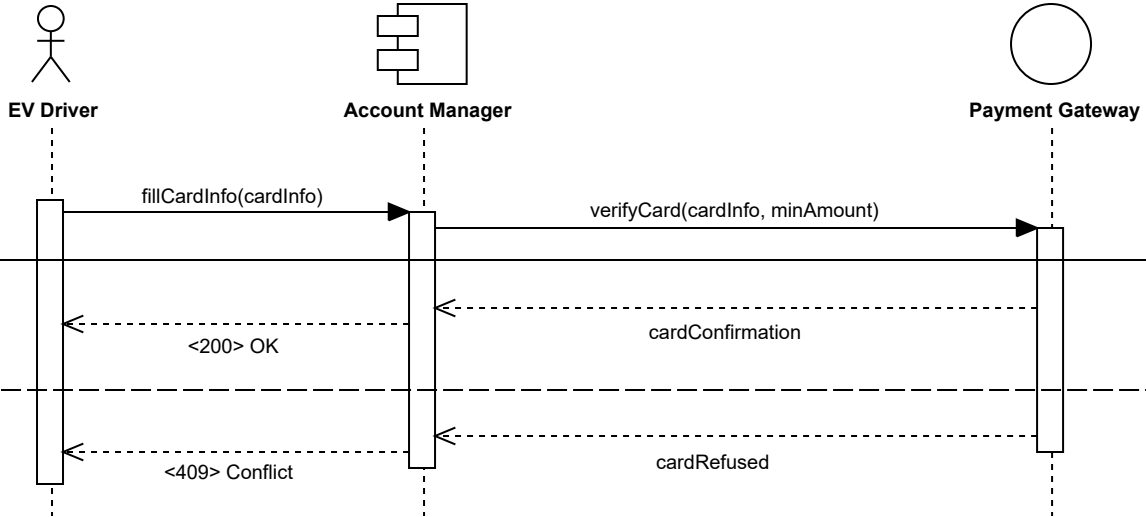 EV Driver
Account Manager
Payment Gateway
fillCardInfo(cardInfo)
verifyCard(cardInfo, minAmount)
cardConfirmation
<200> OK
cardRefused
<409> Conflict